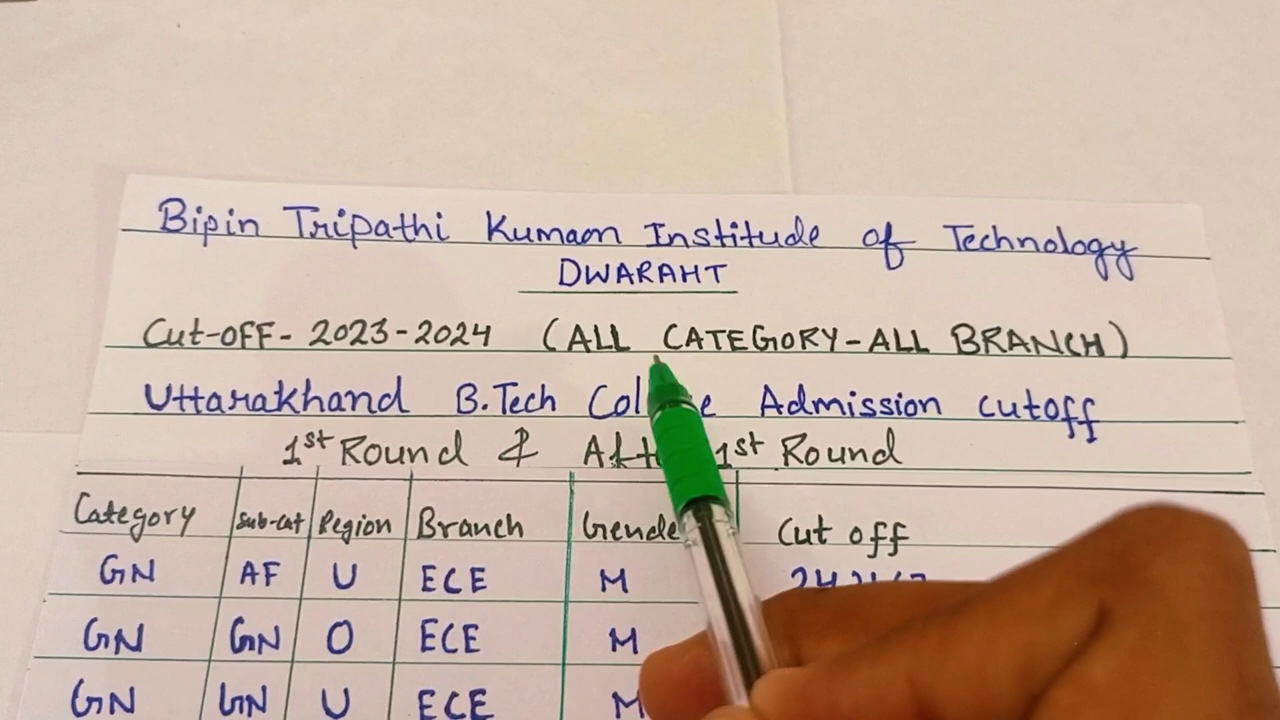 Bipin Tripathi Kumaon Institude of Technology
DWARAHT
Cut-OFF- 2023-2024 (ALL CATEGORY-ALL BRANCH)
Uttarakhand B.Tech Admission cutoff
1st Round & 1st Round
Category Sub-cat Region Branch Cut off
GN AF U ECE M
GN GN O ECE M
GN GN U ECE M